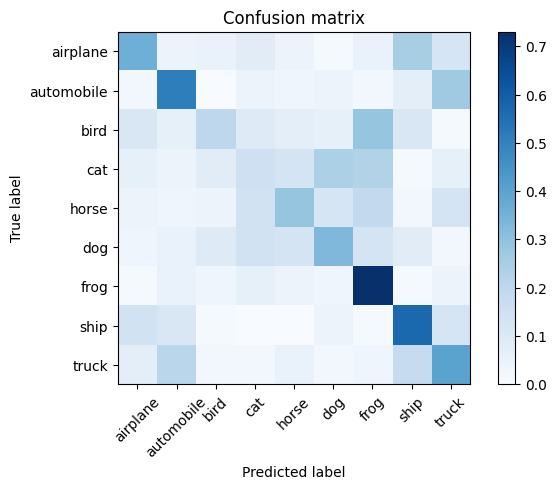 Confusion matrix
True label
airplane
automobile
bird
cat
horse
dog
frog
ship
truck
airplane
automobile
bird
cat
horse
dog
frog
ship
truck
Predicted label
0.7
0.6
0.5
0.4
0.3
0.2
0.1
0.0